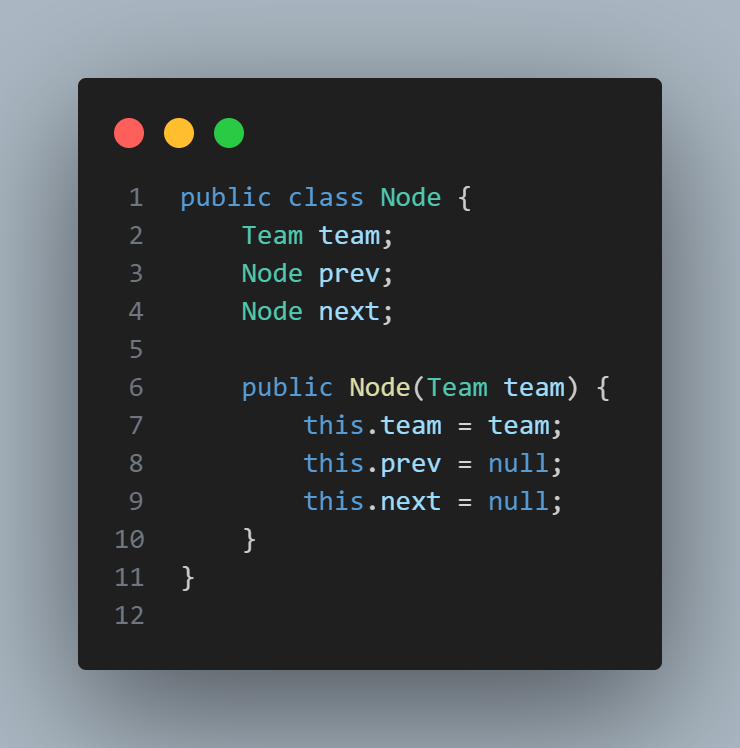 1 public class Node {
2     Team team;
3     Node prev;
4     Node next;
5
6     public Node(Team team) {
7         this.team = team;
8         this.prev = null;
9         this.next = null;
10     }
11 }
12